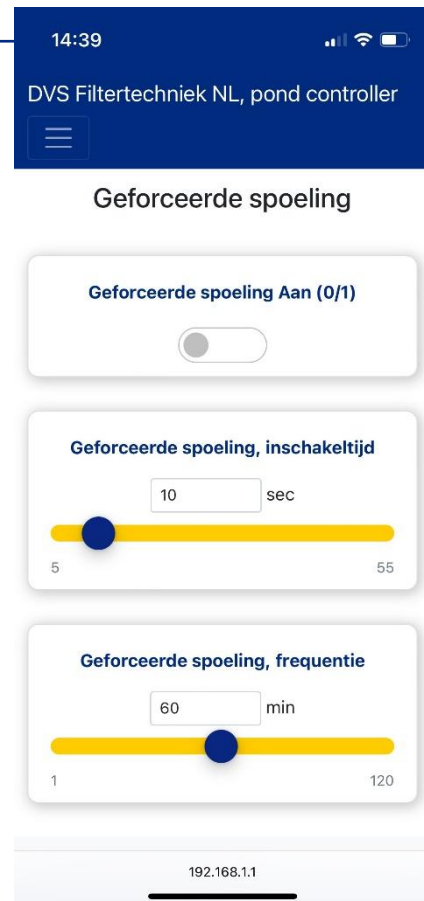 14:39
DVS Filtertechniek NL, pond controller
Geforceerde spoeling
Geforceerde spoeling Aan (0/1)
Geforceerde spoeling, inschakeltijd
10 sec
5 55
Geforceerde spoeling, frequentie
60 min
1 120
192.168.1.1